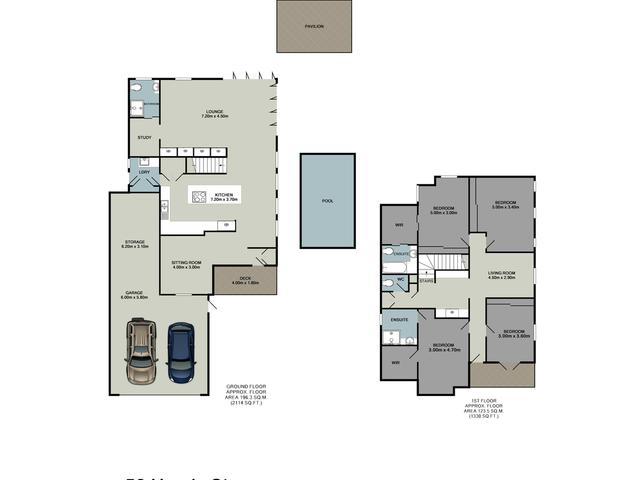 PAVILION
BATHROOM
LOUNGE
7.20m x 4.50m
STUDY
LDRY
KITCHEN
7.20m x 3.70m
POOL
STORAGE
6.20m x 3.10m
SITTING ROOM
4.00m x 3.00m
DECK
4.00m x 1.80m
GARAGE
6.00m x 5.80m
GROUND FLOOR
APPROX. FLOOR
AREA 196.3 SQ.M.
(2114 SQ.FT.)
BEDROOM
5.00m x 3.00m
BEDROOM
5.00m x 3.40m
WIR
ENSUITE
WC
STAIRS
LIVING ROOM
4.50m x 2.90m
ENSUITE
BEDROOM
3.00m x 4.70m
BEDROOM
3.90m x 3.60m
WIR
1ST FLOOR
APPROX. FLOOR
AREA 123.5 SQ.M.
(1330 SQ.FT.)